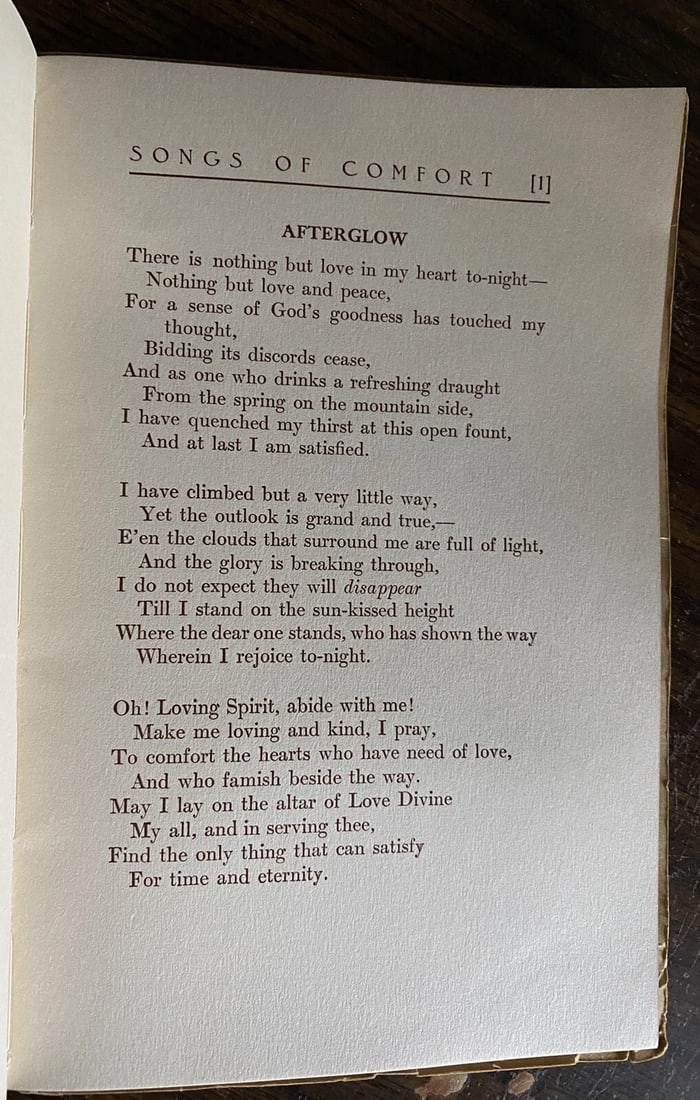 SONGS OF COMFORT [1]
AFTERGLOW
There is nothing but love in my heart to-night—
Nothing but love and peace,
For a sense of God's goodness has touched my
thought,
Bidding its discords cease,
And as one who drinks a refreshing draught
From the spring on the mountain side,
I have quenched my thirst at this open fount,
And at last I am satisfied.
I have climbed but a very little way,
Yet the outlook is grand and true,—
E'en the clouds that surround me are full of light,
And the glory is breaking through,
I do not expect they will disappear
Till I stand on the sun-kissed height
Where the dear one stands, who has shown the way
Wherein I rejoice to-night.
Oh! Loving Spirit, abide with me!
Make me loving and kind, I pray,
To comfort the hearts who have need of love,
And who famish beside the way.
May I lay on the altar of Love Divine
My all, and in serving thee,
Find the only thing that can satisfy
For time and eternity.